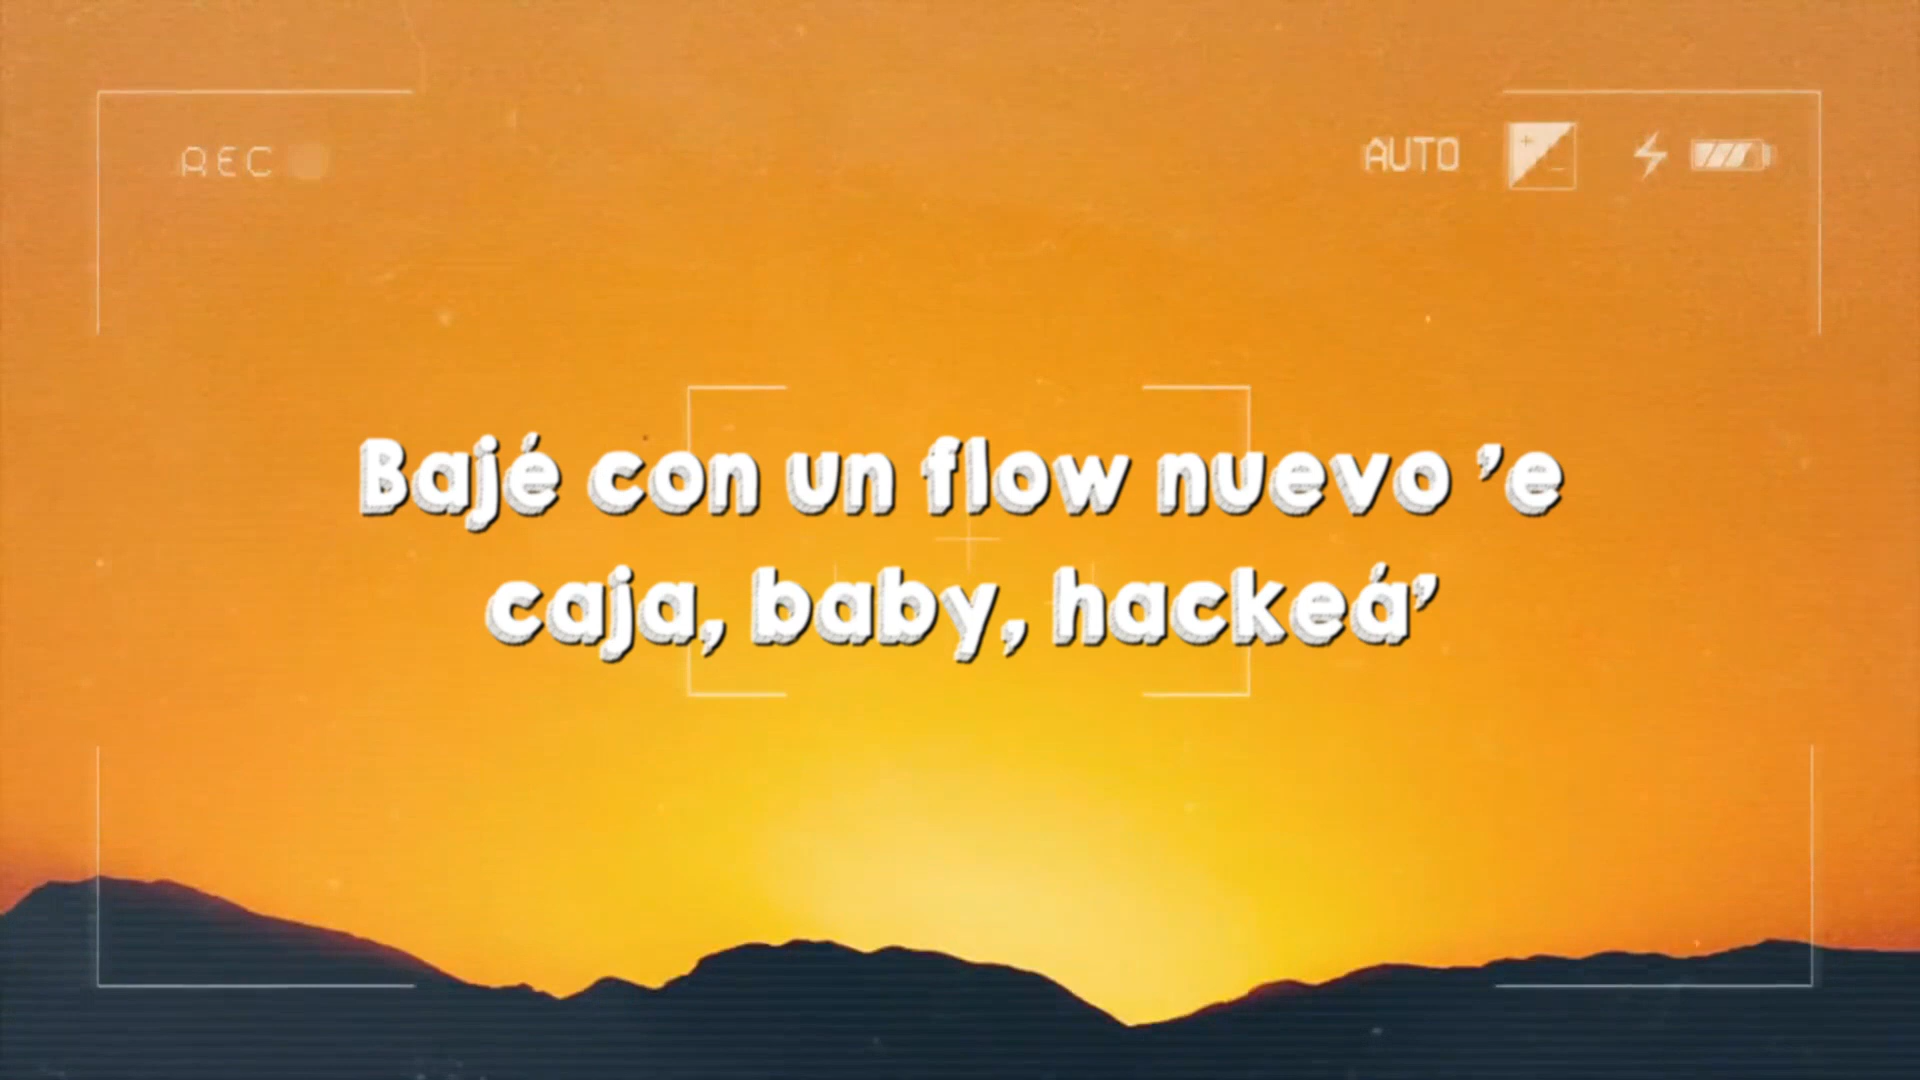 REC
AUTO
Bajé con un flow nuevo ’e
caja, baby, hackeá’